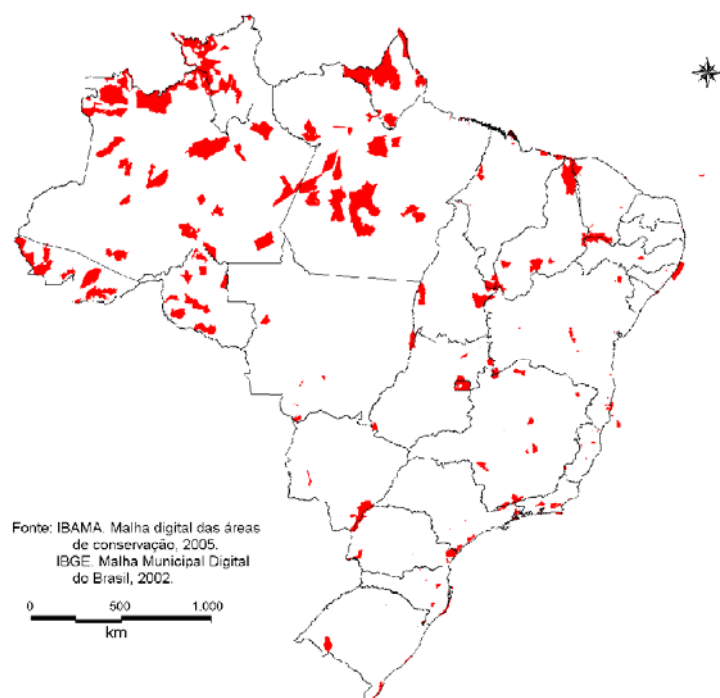 Fonte: IBAMA. Malha digital das áreas
de conservação, 2005.
IBGE. Malha Municipal Digital
do Brasil, 2002.
0 500 1.000
km